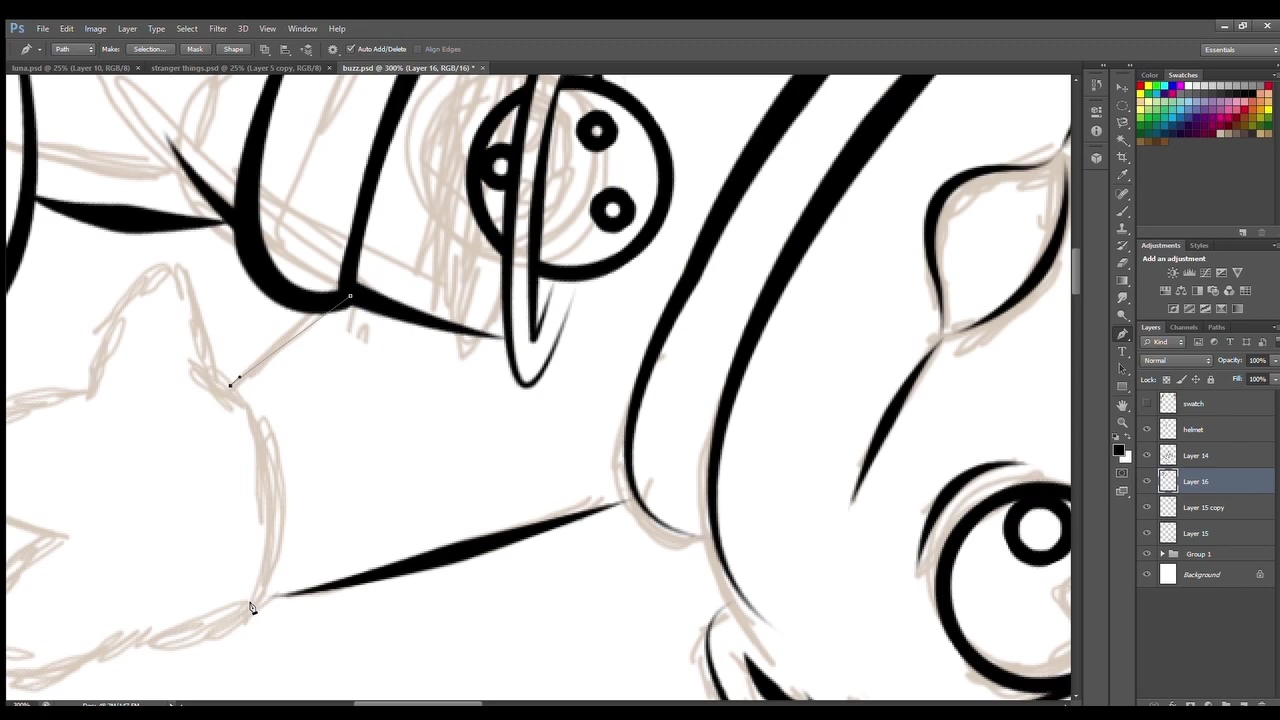 Ps File Edit Image Layer Type Select Filter 3D View Window Help
Path Make: Selection... Mask Shape Auto Add/Delete Align Edges Essentials
luna.psd @ 25% (Layer 10, RGB/8) × stranger things.psd @ 25% (Layer 5 copy, RGB/8) × buzz.psd @ 300% (Layer 16, RGB/16) * ×
Color Swatches
Adjustments Styles
Add an adjustment
Layers Channels Paths
Kind
Normal Opacity: 100%
Lock: Fill: 100%
swatch
helmet
Layer 14
Layer 16
Layer 15 copy
Layer 15
Group 1
Background